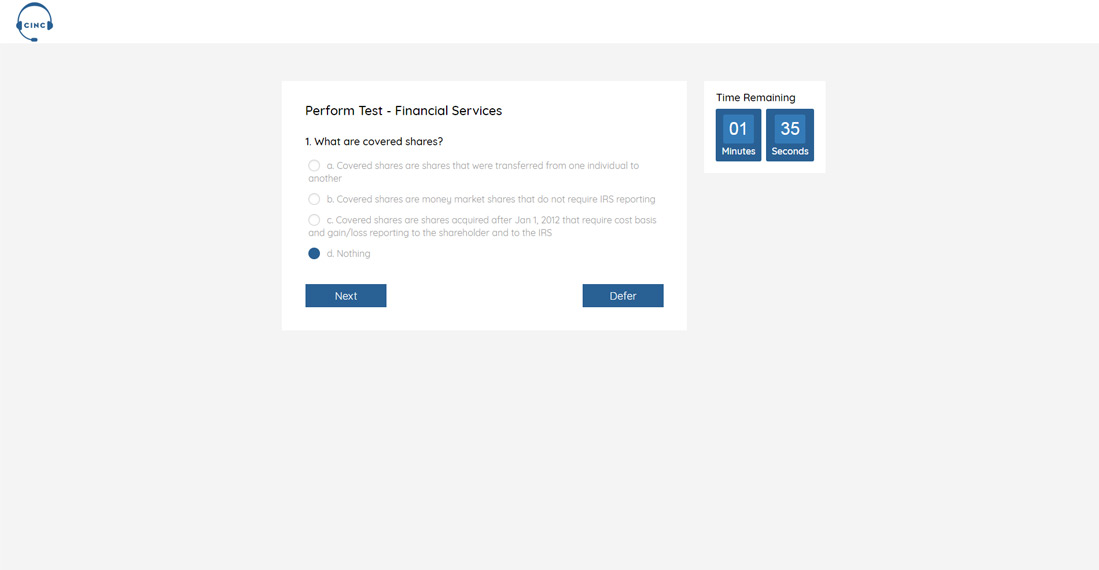 CINC
Perform Test - Financial Services
Time Remaining
01
35
Minutes
Seconds
1. What are covered shares?
a. Covered shares are shares that were transferred from one individual to
another
b. Covered shares are money market shares that do not require IRS reporting
c. Covered shares are shares acquired after Jan 1, 2012 that require cost basis
and gain/loss reporting to the shareholder and to the IRS
d. Nothing
Next
Defer